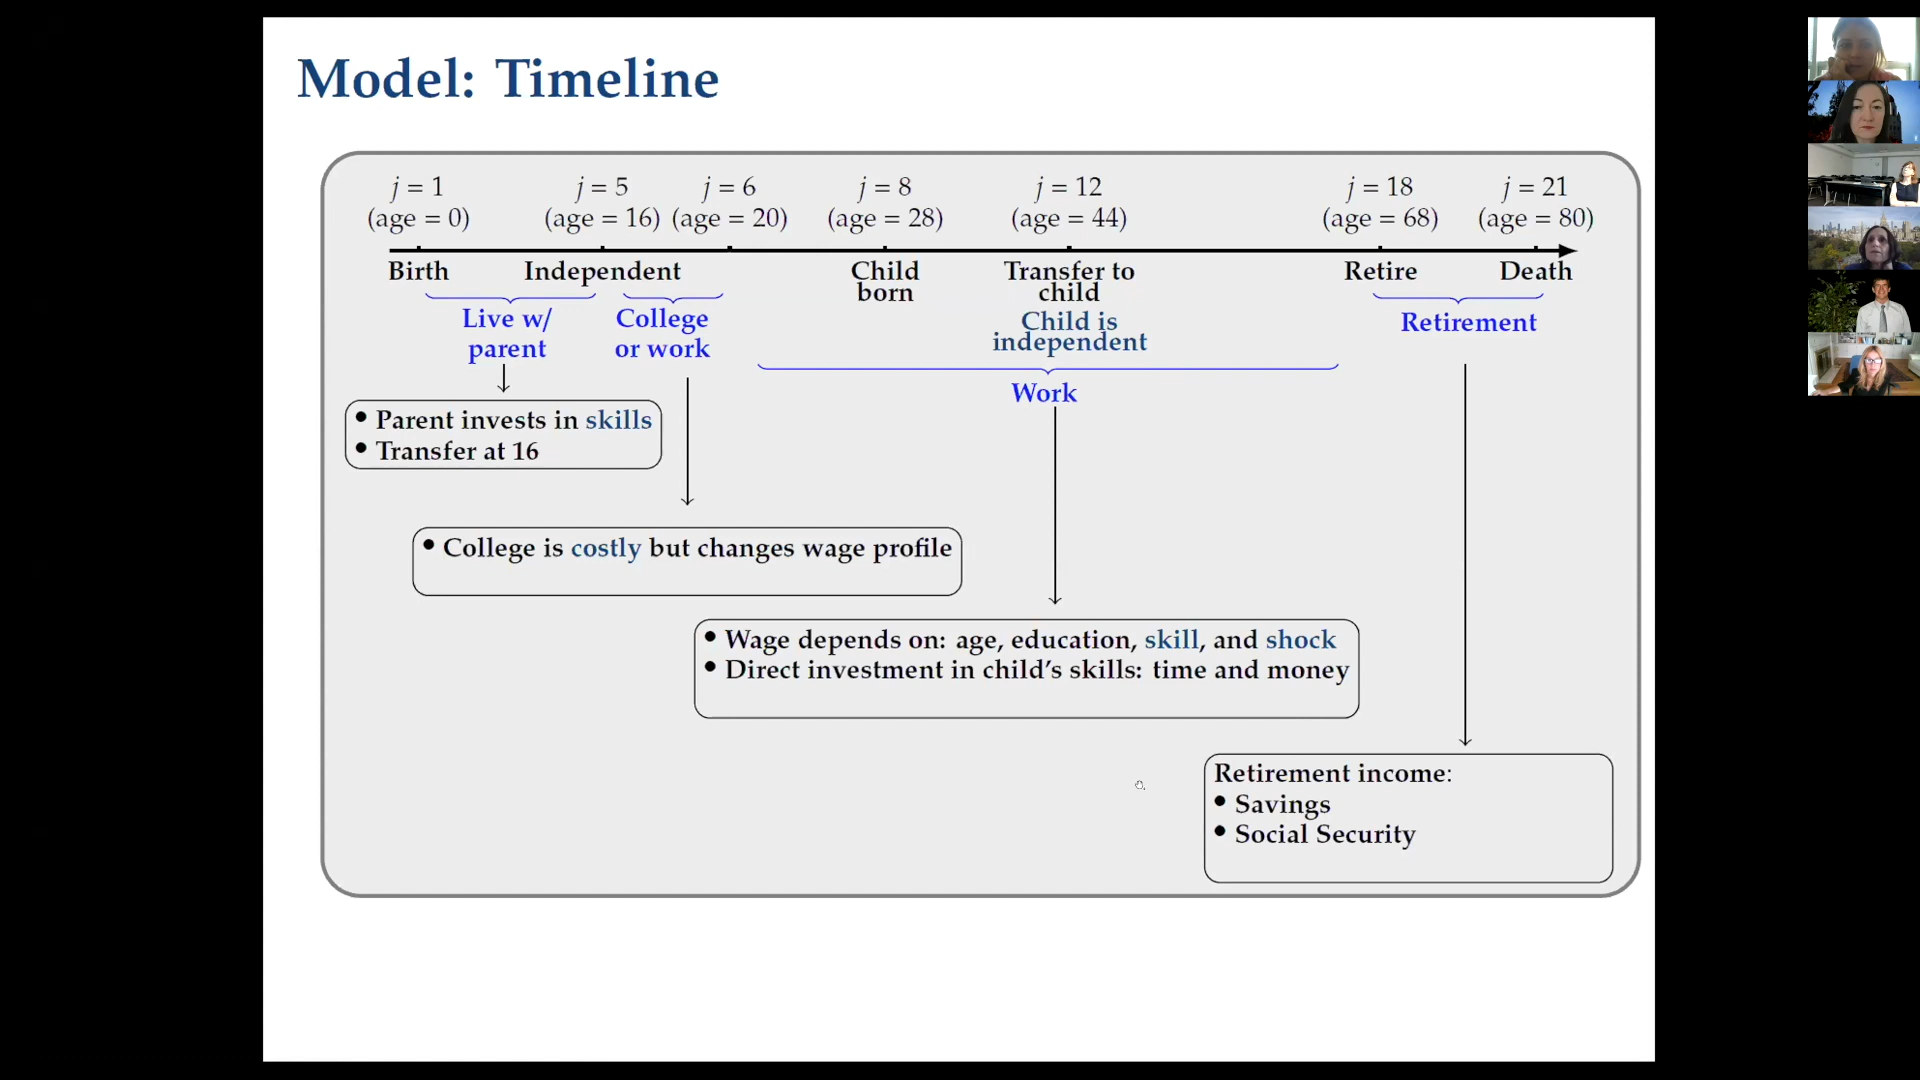 Model: Timeline
j = 1 j = 5 j = 6 j = 8 j = 12 j = 18 j = 21
(age = 0) (age = 16) (age = 20) (age = 28) (age = 44) (age = 68) (age = 80)
Birth Independent Child born Transfer to child Retire Death
Child is
independent
Live w/
parent
College
or work
Work
Retirement
• Parent invests in skills
• Transfer at 16
• College is costly but changes wage profile
• Wage depends on: age, education, skill, and shock
• Direct investment in child's skills: time and money
Retirement income:
• Savings
• Social Security